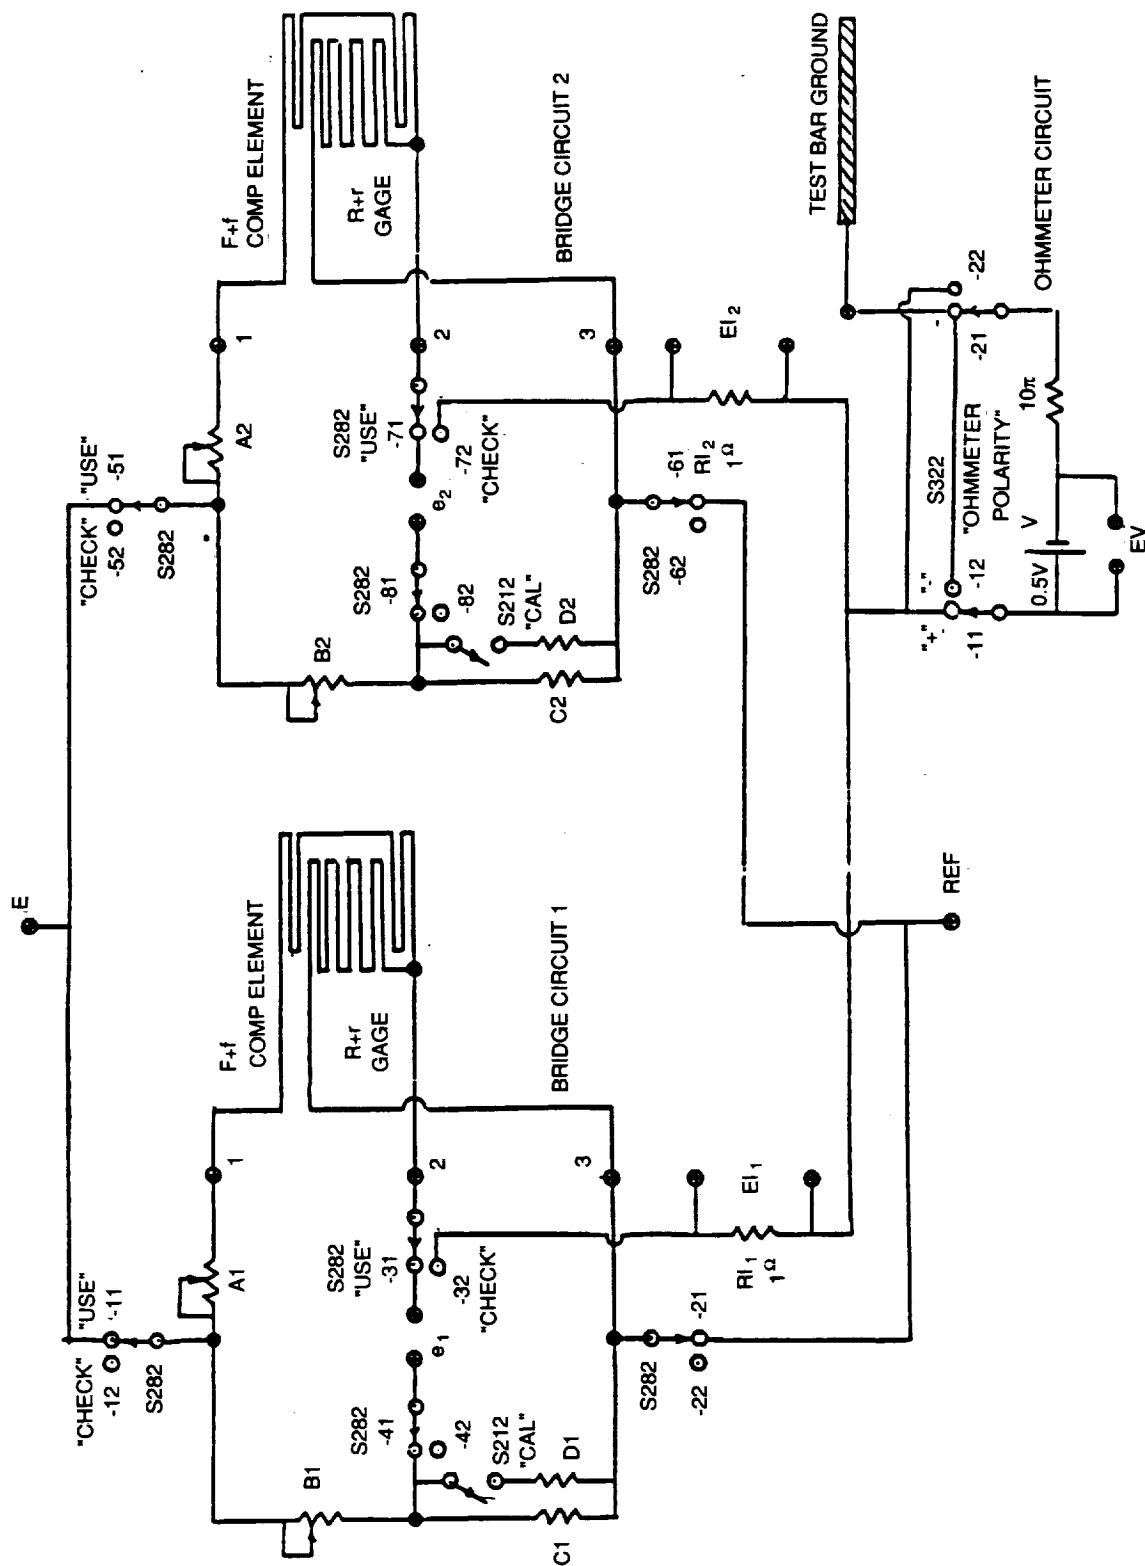 E
"CHECK" "USE"
-12 -11
S282
A1
1
F+f
COMP ELEMENT
B1
S282
-41
e1
S282
"USE"
-31
2
R+r
GAGE
-42
S212
"CAL"
-32
"CHECK"
C1
D1
3
BRIDGE CIRCUIT 1
S282
-22
-21
RI1
1Ω
EI1
"CHECK" "USE"
-52 -51
S282
A2
1
F+f
COMP ELEMENT
B2
S282
-81
e2
S282
"USE"
-71
2
R+r
GAGE
-82
S212
"CAL"
-72
"CHECK"
C2
D2
3
BRIDGE CIRCUIT 2
S282
-62
-61
RI2
1Ω
EI2
REF
TEST BAR GROUND
"+" "-"
-11 -12
S322
"OHMMETER
POLARITY"
-
-21
-22
0.5V
V
10π
EV
OHMMETER CIRCUIT